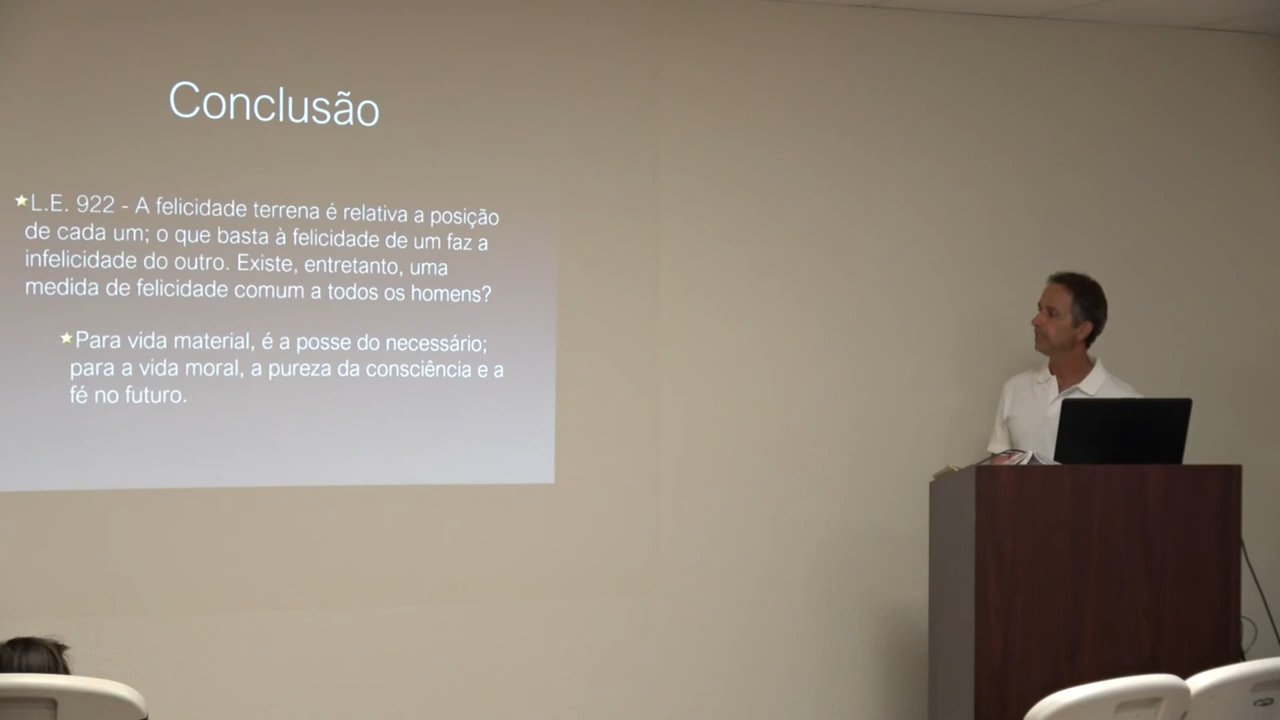 Conclusão
L.E. 922 - A felicidade terrena é relativa a posição
de cada um; o que basta à felicidade de um faz a
infelicidade do outro. Existe, entretanto, uma
medida de felicidade comum a todos os homens?
Para vida material, é a posse do necessário;
para a vida moral, a pureza da consciência e a
fé no futuro.